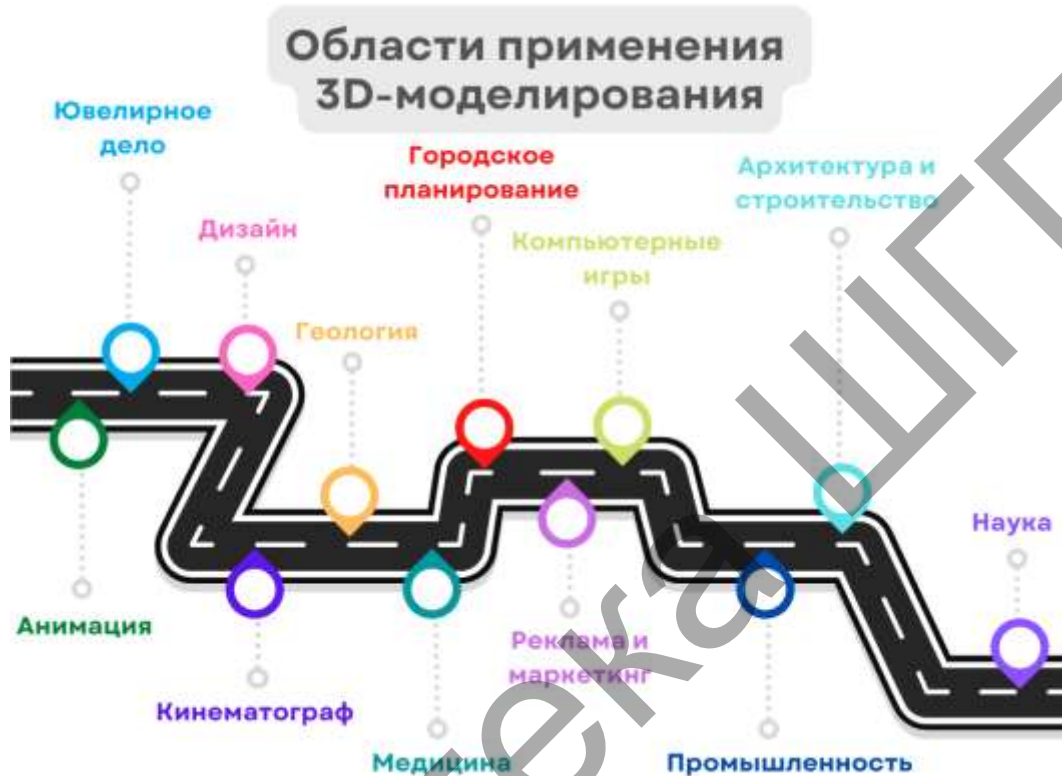 Области применения
3D-моделирования
Ювелирное
дело
Городское
планирование
Архитектура и
строительство
Дизайн
Компьютерные
игры
Геология
Наука
Анимация
Реклама и
маркетинг
Кинематограф
Медицина
Промышленность